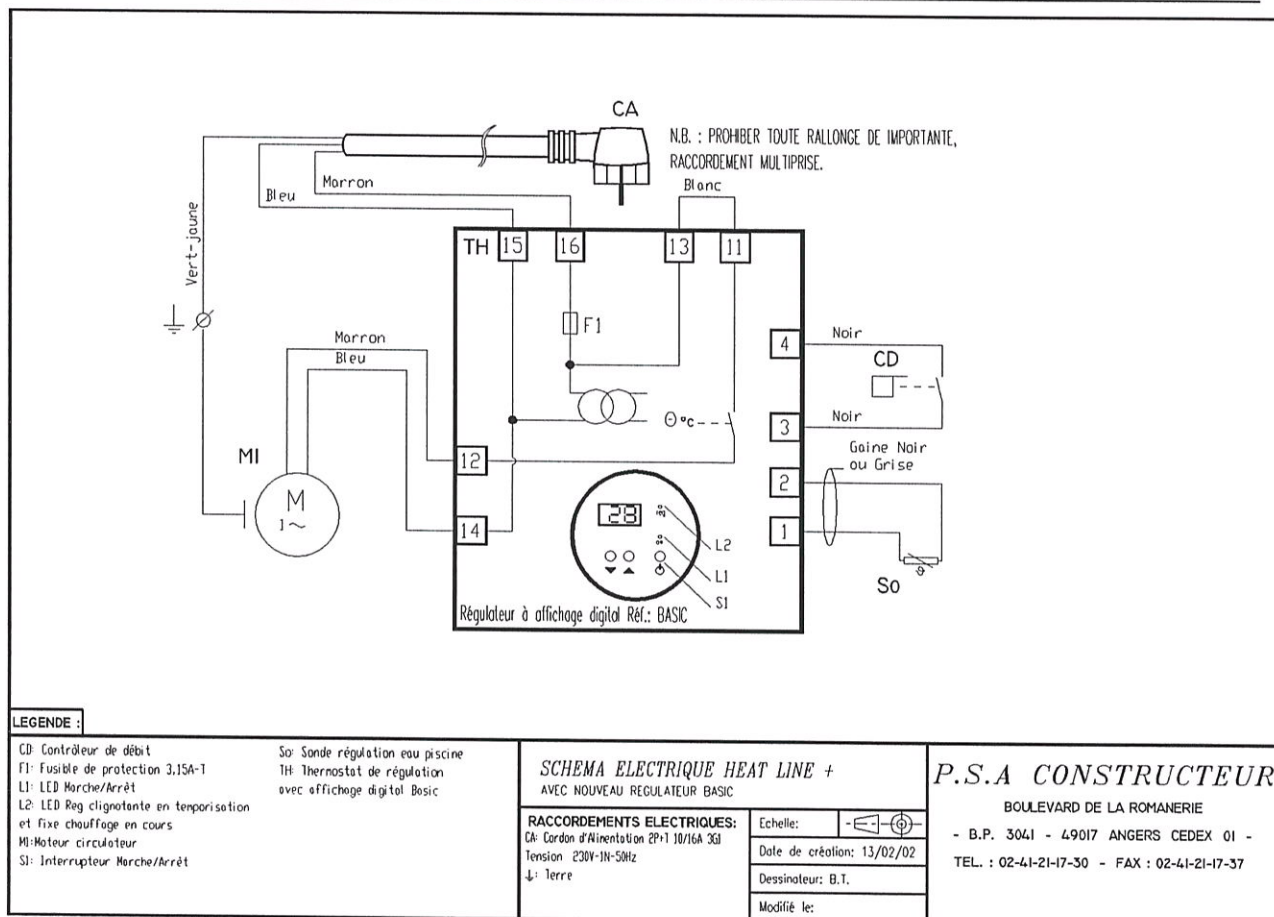 CA
N.B. : PROHIBER TOUTE RALLONGE DE IMPORTANTE,
RACCORDEMENT MULTIPRISE.
Marron
Bleu
Blanc
Vert-jaune
TH
15
16
13
11
F1
Marron
Bleu
4
Noir
CD
Θ°C
3
Noir
Gaine Noir
ou Grise
MI
12
2
M
1~
28
14
1
L2
L1
So
S1
Régulateur à affichage digital Réf.: BASIC
LEGENDE :
CD: Contrôleur de débit
F1: Fusible de protection 3,15A-T
L1: LED Marche/Arrêt
L2: LED Reg clignotante en temporisation
et fixe chauffage en cours
MI: Moteur circulateur
S1: Interrupteur Marche/Arrêt
So: Sonde régulation eau piscine
TH: Thermostat de régulation
avec affichage digital Basic
SCHEMA ELECTRIQUE HEAT LINE +
AVEC NOUVEAU REGULATEUR BASIC
RACCORDEMENTS ELECTRIQUES:
CA: Cordon d'Alimentation 2P+T 10/16A 3G1
Tension 230V-1N-50Hz
: Terre
Echelle:
Date de création: 13/02/02
Dessinateur: B.T.
Modifié le:
P.S.A CONSTRUCTEUR
BOULEVARD DE LA ROMANERIE
- B.P. 3041 - 49017 ANGERS CEDEX 01 -
TEL. : 02-41-21-17-30 - FAX : 02-41-21-17-37